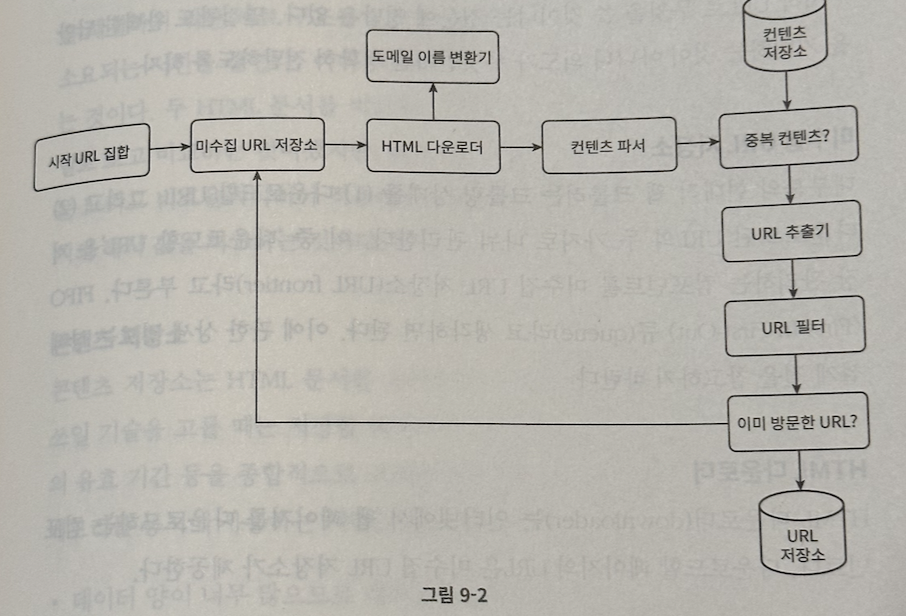 컨텐츠
저장소
도메일 이름 변환기
시작 URL 집합
미수집 URL 저장소
HTML 다운로더
컨텐츠 파서
중복 컨텐츠?
URL 추출기
URL 필터
이미 방문한 URL?
URL
저장소
그림 9-2